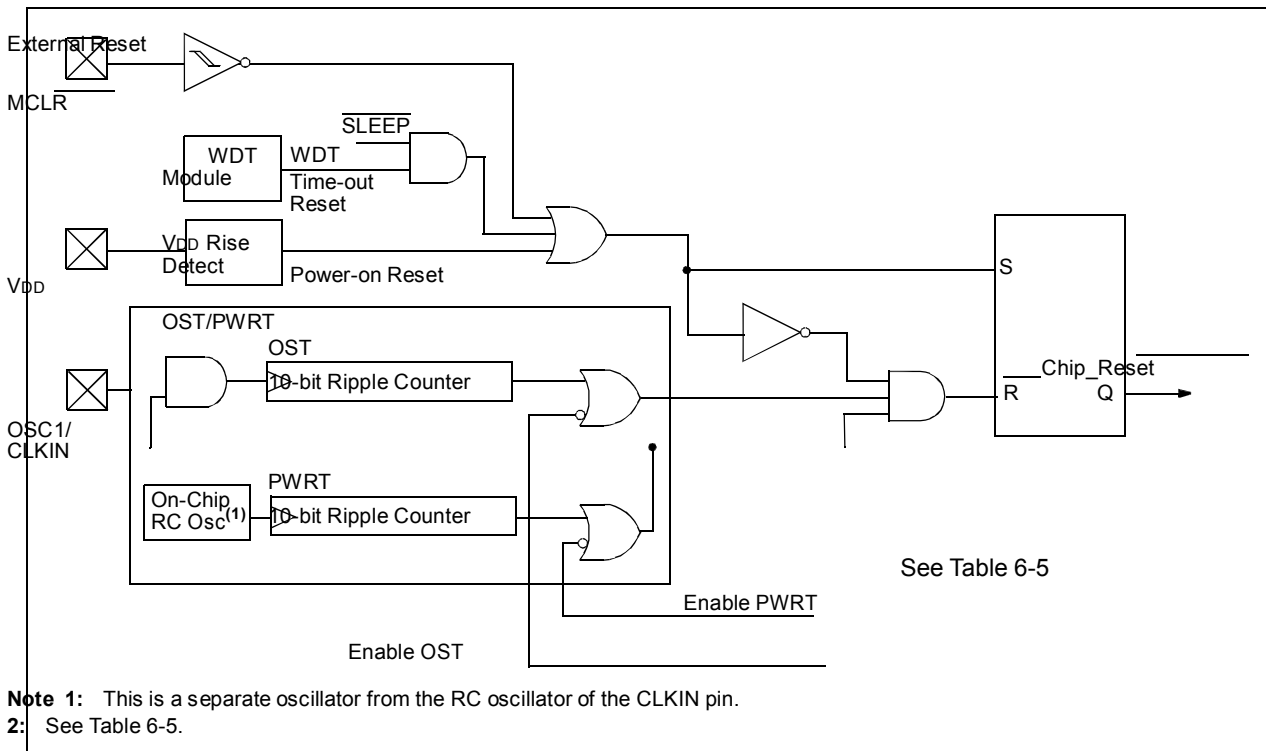 External Reset
MCLR
SLEEP
WDT
Module
WDT
Time-out
Reset
VDD Rise
Detect
Power-on Reset
VDD
S
OST/PWRT
OST
10-bit Ripple Counter
Chip_Reset
R
Q
OSC1/
CLKIN
PWRT
On-Chip
RC Osc(1)
10-bit Ripple Counter
See Table 6-5
Enable PWRT
Enable OST
Note 1: This is a separate oscillator from the RC oscillator of the CLKIN pin.
2: See Table 6-5.